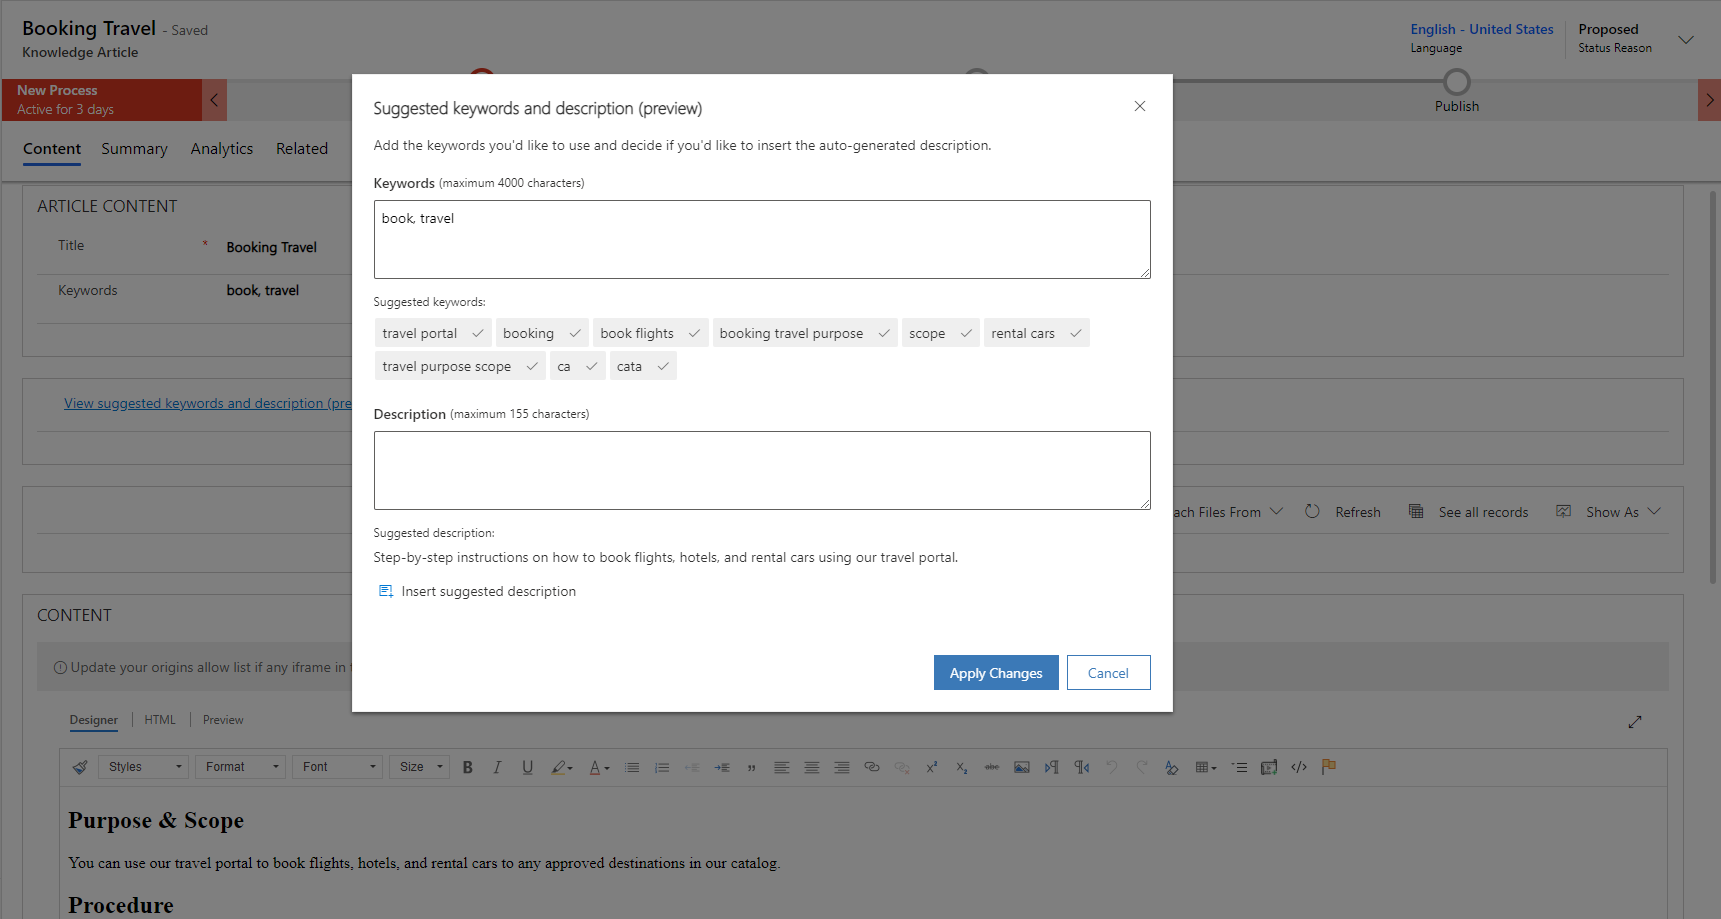 Booking Travel - Saved
Knowledge Article
English - United States
Language
Proposed
Status Reason
New Process
Active for 3 days
Publish
Content Summary Analytics Related
ARTICLE CONTENT
Title * Booking Travel
Keywords book, travel
View suggested keywords and description (pre
Suggested keywords and description (preview)
Add the keywords you'd like to use and decide if you'd like to insert the auto-generated description.
Keywords (maximum 4000 characters)
book, travel
Suggested keywords:
travel portal booking book flights booking travel purpose scope rental cars
travel purpose scope ca cata
Description (maximum 155 characters)
Suggested description:
Step-by-step instructions on how to book flights, hotels, and rental cars using our travel portal.
Insert suggested description
Apply Changes Cancel
ach Files From Refresh See all records Show As
CONTENT
Update your origins allow list if any iframe in
Designer HTML Preview
Styles Format Font Size B I U
Purpose & Scope
You can use our travel portal to book flights, hotels, and rental cars to any approved destinations in our catalog.
Procedure